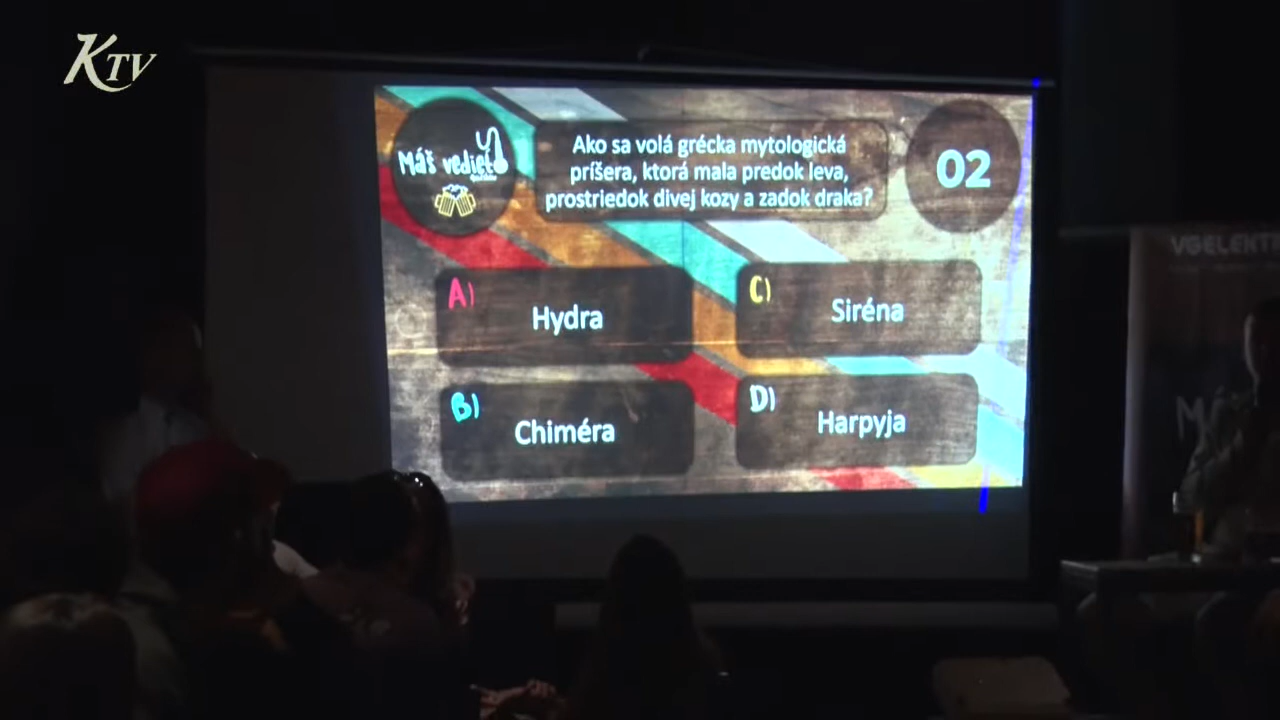 KTV
Máš vedieť
Ako sa volá grécka mytologická
príšera, ktorá mala predok leva,
prostriedok divej kozy a zadok draka?
02
A)
Hydra
C)
Siréna
B)
Chiméra
D)
Harpyja
VGELEKT